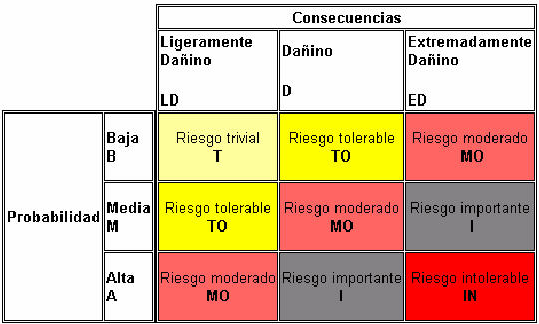 Consecuencias
Ligeramente
Dañino
LD
Dañino
D
Extremadamente
Dañino
ED
Probabilidad
Baja
B
Riesgo trivial
T
Riesgo tolerable
TO
Riesgo moderado
MO
Media
M
Riesgo tolerable
TO
Riesgo moderado
MO
Riesgo importante
I
Alta
A
Riesgo moderado
MO
Riesgo importante
I
Riesgo intolerable
IN